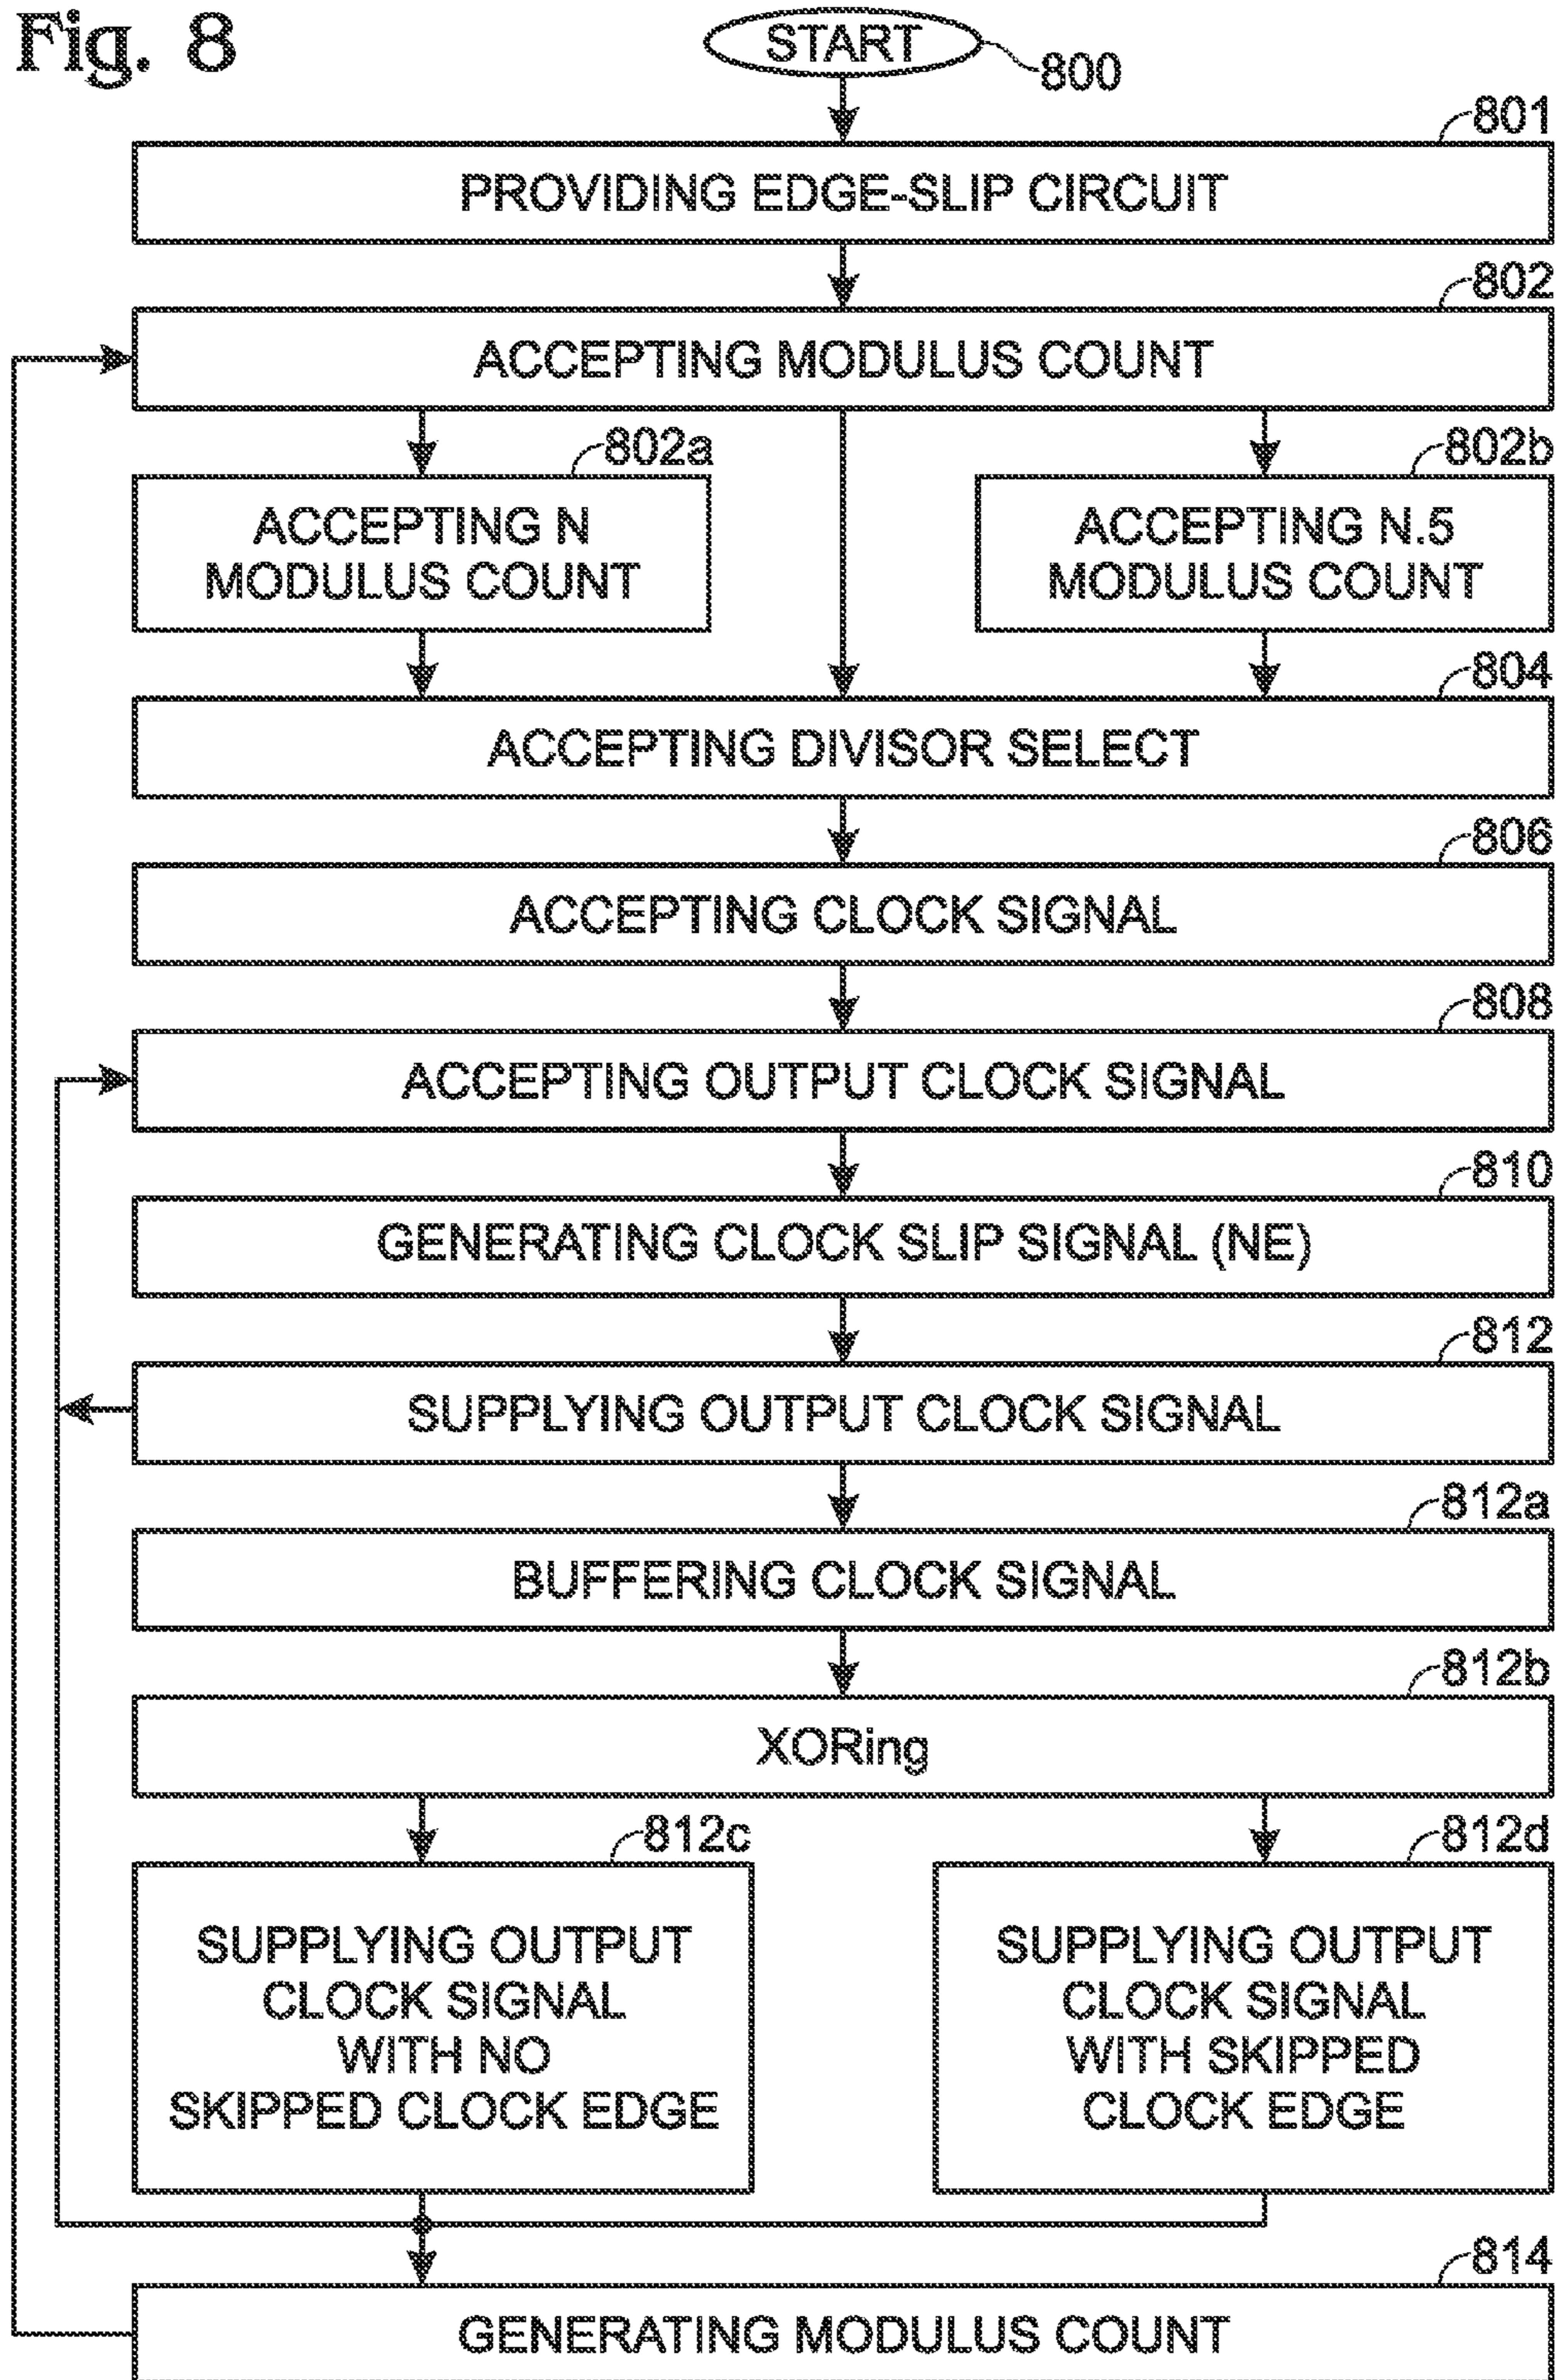 Fig. 8
START
800
801
PROVIDING EDGE-SLIP CIRCUIT
802
ACCEPTING MODULUS COUNT
802a
ACCEPTING N
MODULUS COUNT
802b
ACCEPTING N.5
MODULUS COUNT
804
ACCEPTING DIVISOR SELECT
806
ACCEPTING CLOCK SIGNAL
808
ACCEPTING OUTPUT CLOCK SIGNAL
810
GENERATING CLOCK SLIP SIGNAL (NE)
812
SUPPLYING OUTPUT CLOCK SIGNAL
812a
BUFFERING CLOCK SIGNAL
812b
XORing
812c
SUPPLYING OUTPUT
CLOCK SIGNAL
WITH NO
SKIPPED CLOCK EDGE
812d
SUPPLYING OUTPUT
CLOCK SIGNAL
WITH SKIPPED
CLOCK EDGE
814
GENERATING MODULUS COUNT